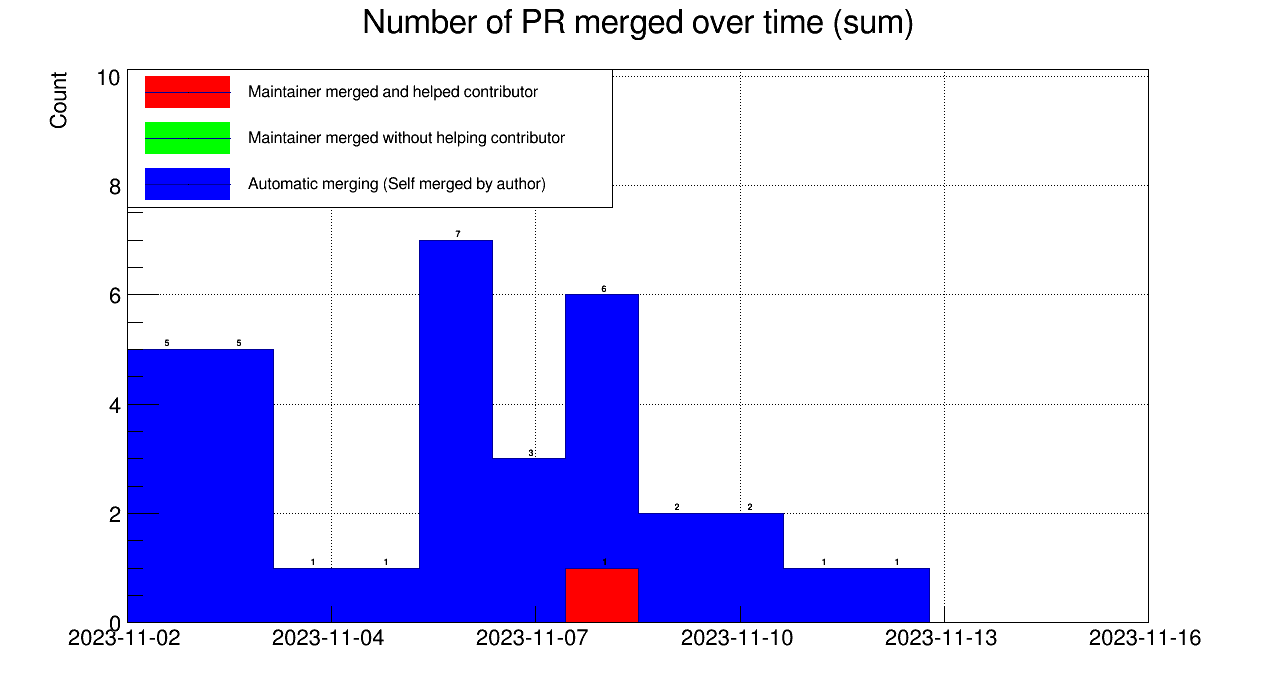 Number of PR merged over time (sum)
Count
10
8
6
4
2
0
Maintainer merged and helped contributor
Maintainer merged without helping contributor
Automatic merging (Self merged by author)
5 5 1 1 7 3 6 2 2 1 1
1
2023-11-02 2023-11-04 2023-11-07 2023-11-10 2023-11-13 2023-11-16